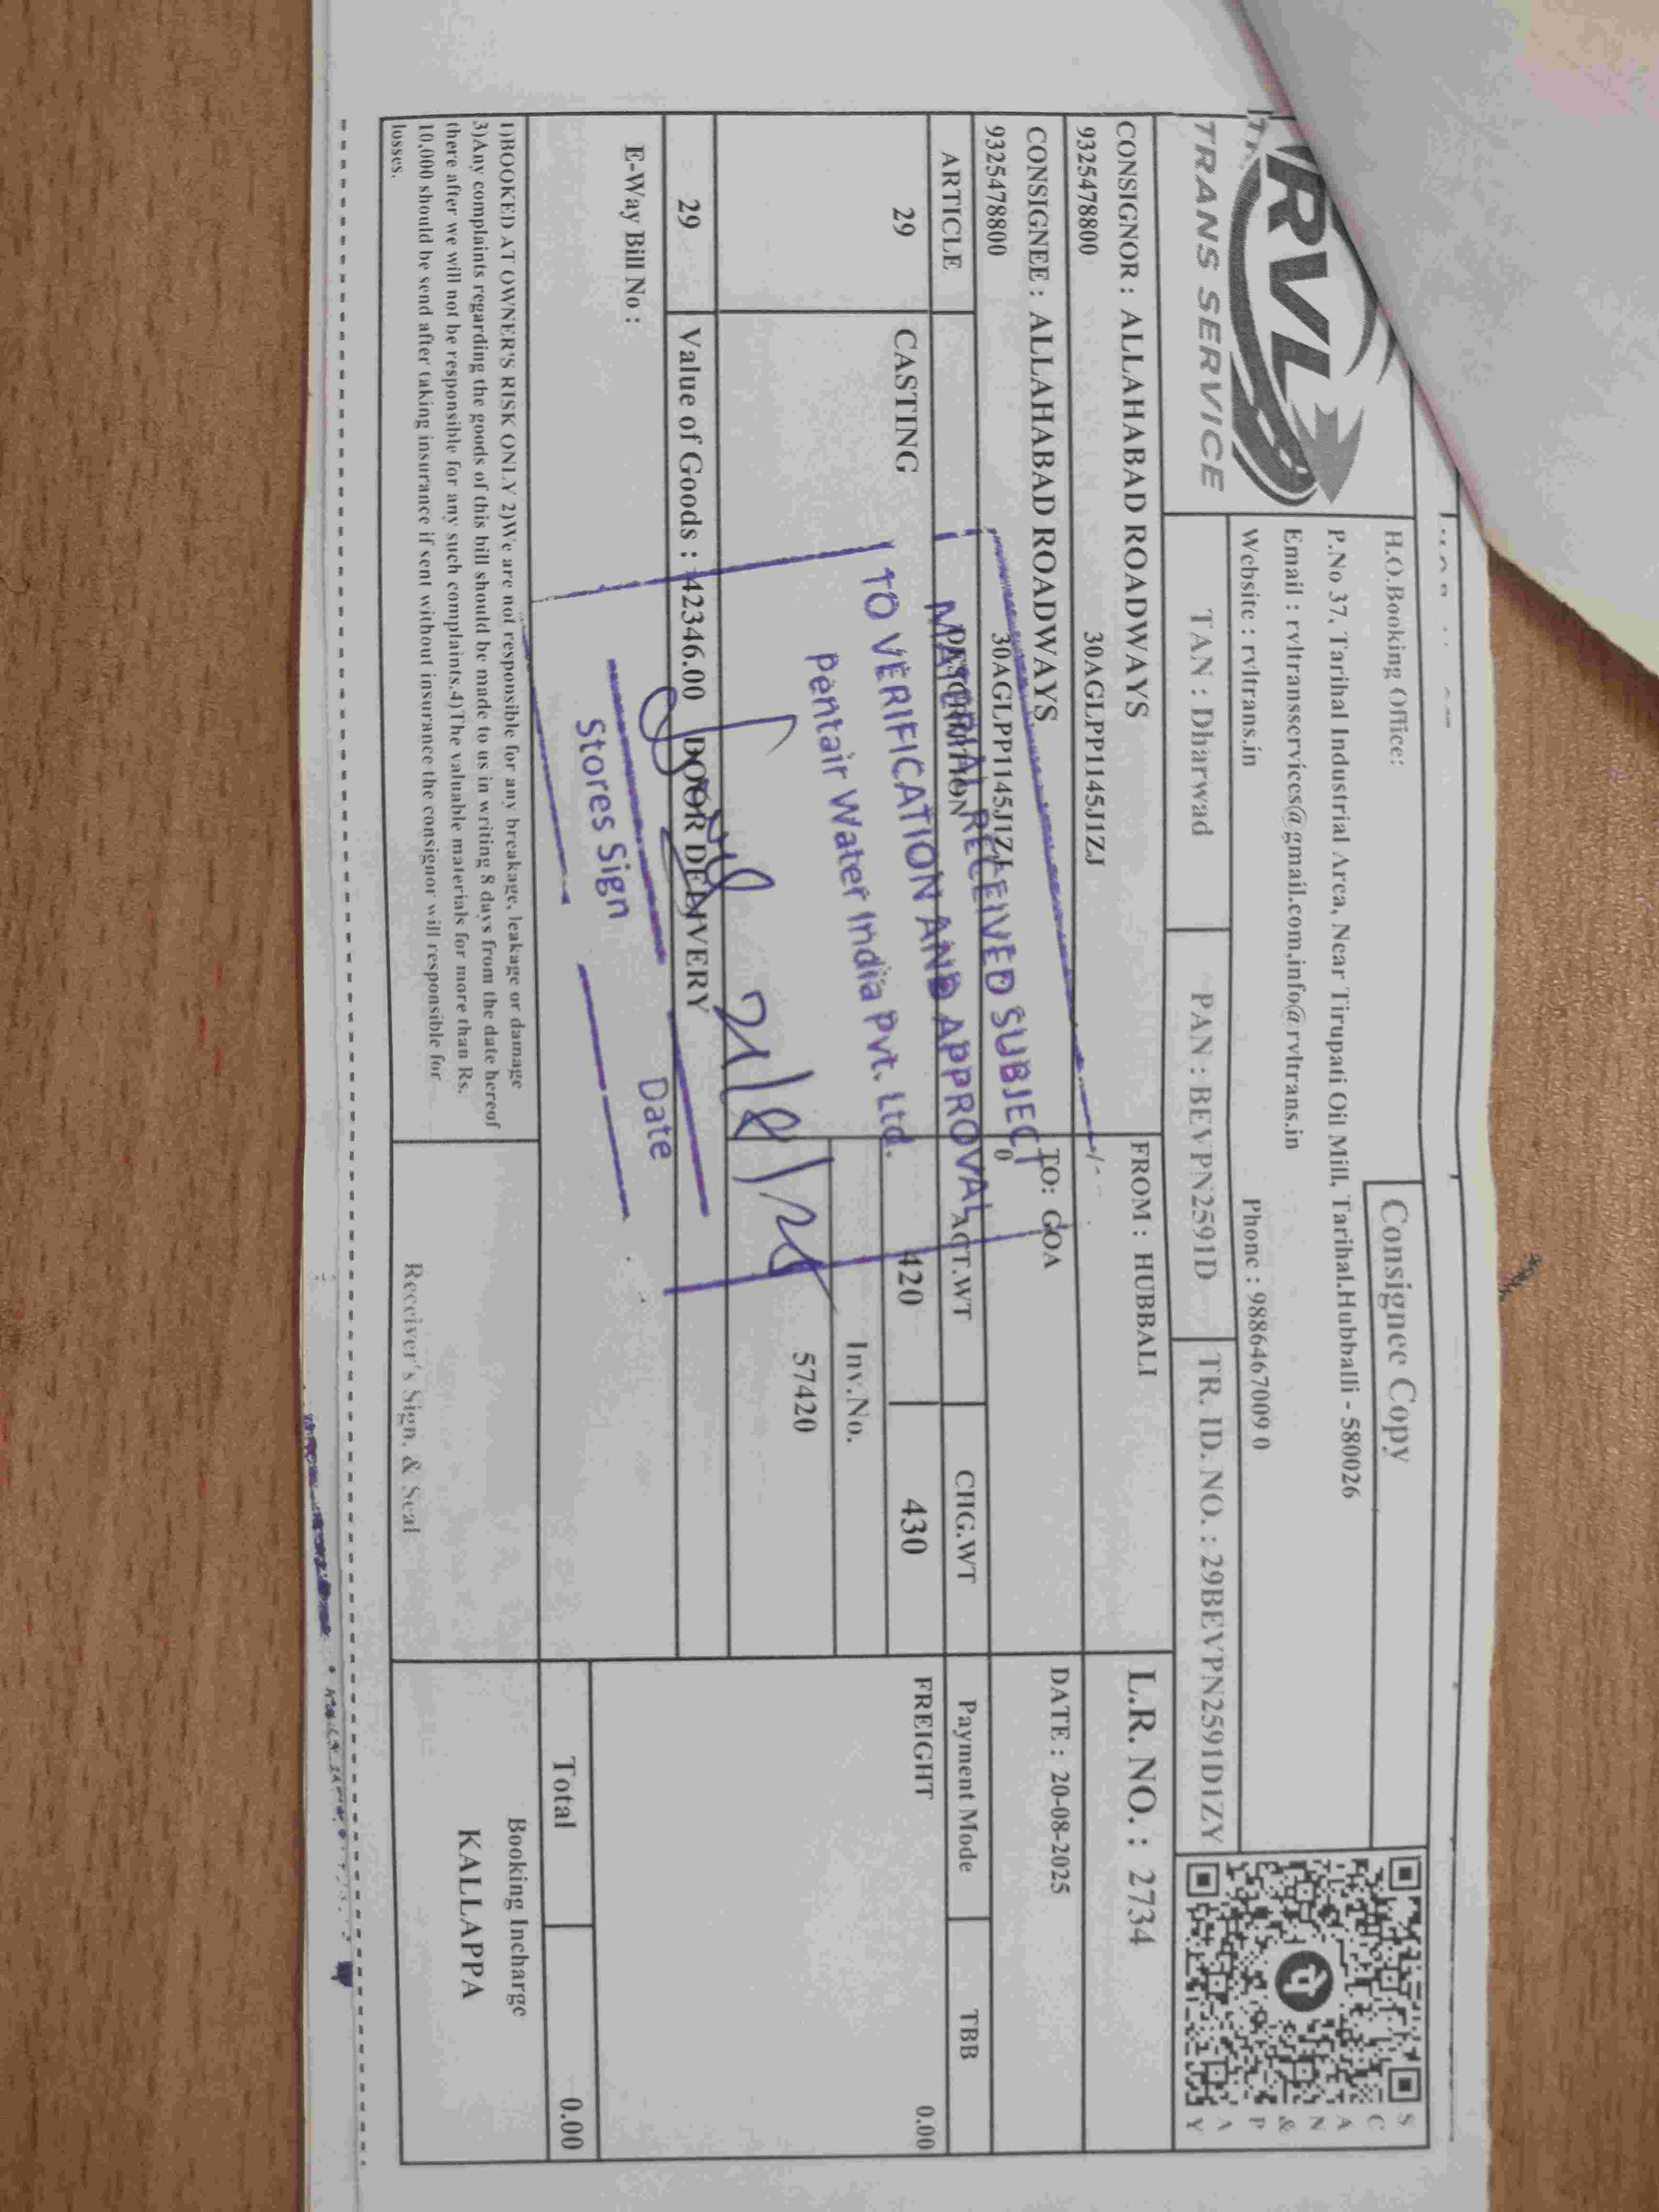 Consignee Copy
RVL
TRANS SERVICE
H.O.Booking Office:
P.No 37, Tarihal Industrial Area, Near Tirupati Oil Mill, Tarihal.Hubballi - 580026
Email : rvltransservices@gmail.com,info@rvltrans.in
Website : rvltrans.in Phone : 9886467009 0
SCAN & PAY
TAN : Dharwad PAN : BEVPN2591D TR. ID. NO. : 29BEVPN2591D1ZY
CONSIGNOR : ALLAHABAD ROADWAYS FROM : HUBBALI L.R. NO. : 2734
9325478800 30AGLPP1145J1ZJ
CONSIGNEE : ALLAHABAD ROADWAYS TO: GOA DATE : 20-08-2025
9325478800 30AGLPP1145J1ZJ 0
ARTICLE DESCRIPTION ACT.WT CHG.WT Payment Mode TBB
29 CASTING 420 430 FREIGHT 0.00
Inv.No.
57420
MATERIAL RECEIVED SUBJECT
TO VERIFICATION AND APPROVAL
Pentair Water India Pvt. Ltd.
21/8/25
Stores Sign Date
29 Value of Goods : 42346.00 DOOR DELIVERY
E-Way Bill No :
Total 0.00
1)BOOKED AT OWNER'S RISK ONLY 2)We are not responsible for any breakage, leakage or damage
3)Any complaints regarding the goods of this bill should be made to us in writing 8 days from the date hereof
there after we will not be responsible for any such complaints.4)The valuable materials for more than Rs.
10,000 should be send after taking insurance if sent without insurance the consignor will responsible for
losses.
Receiver's Sign. & Seal
Booking Incharge
KALLAPPA